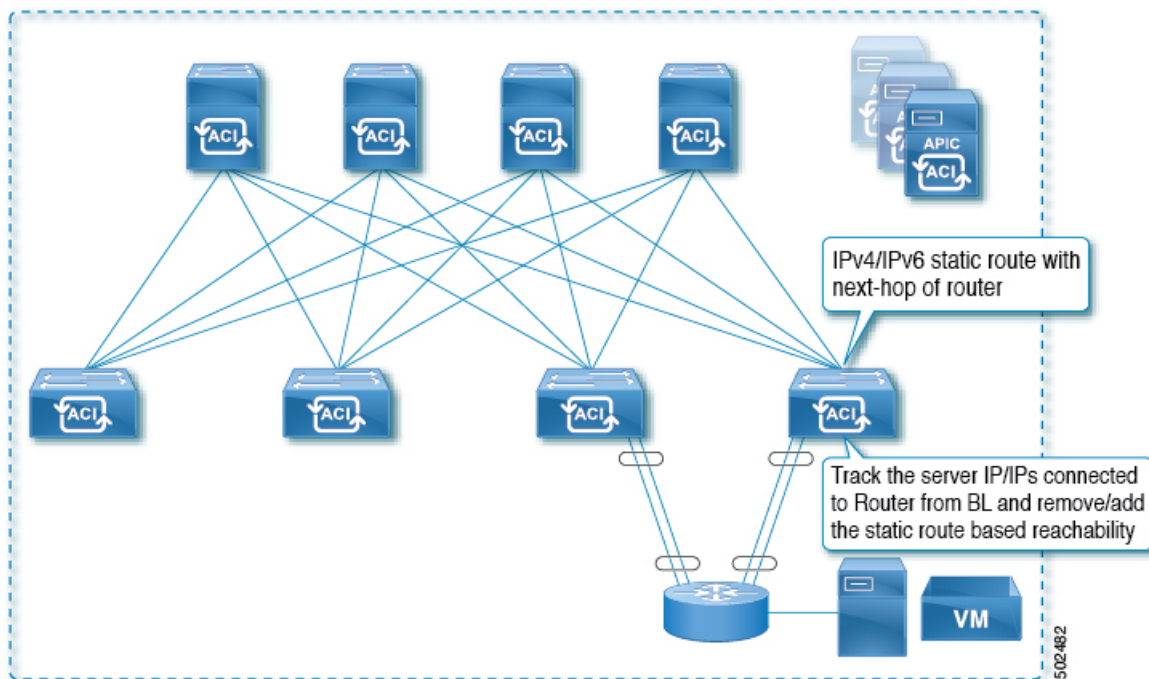 ACI
ACI
ACI
ACI
A
A
APIC
ACI
IPv4/IPv6 static route with
next-hop of router
ACI
ACI
ACI
ACI
Track the server IP/IPs connected
to Router from BL and remove/add
the static route based reachability
VM
502482